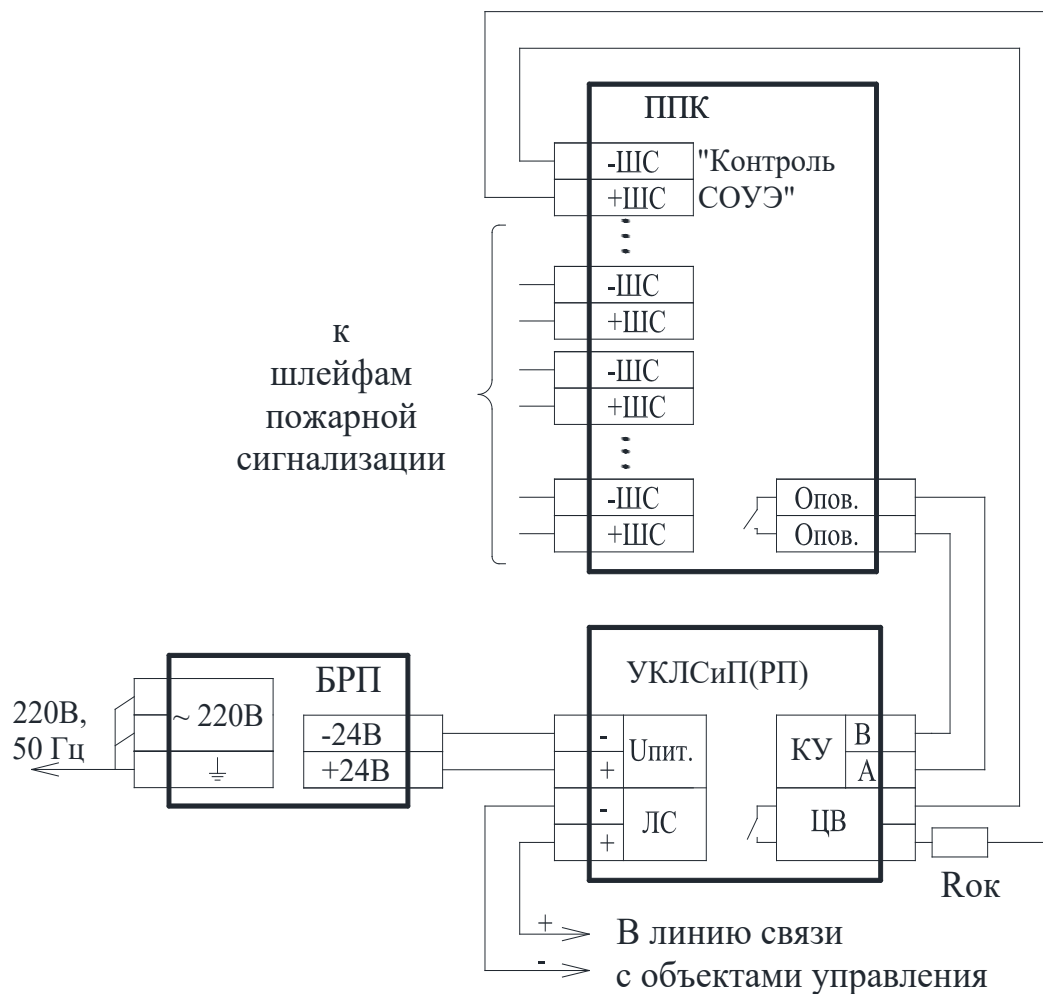 ППК
-ШС
"Контроль
+ШС
СОУЭ"
-ШС
+ШС
-ШС
+ШС
-ШС
+ШС
к
шлейфам
пожарной
сигнализации
Опов.
Опов.
БРП
220В,
50 Гц
~ 220В
-24В
+24В
УКЛСиП(РП)
-
+
Uпит.
-
+
ЛС
КУ
В
А
ЦВ
Rок
+
В линию связи
-
с объектами управления